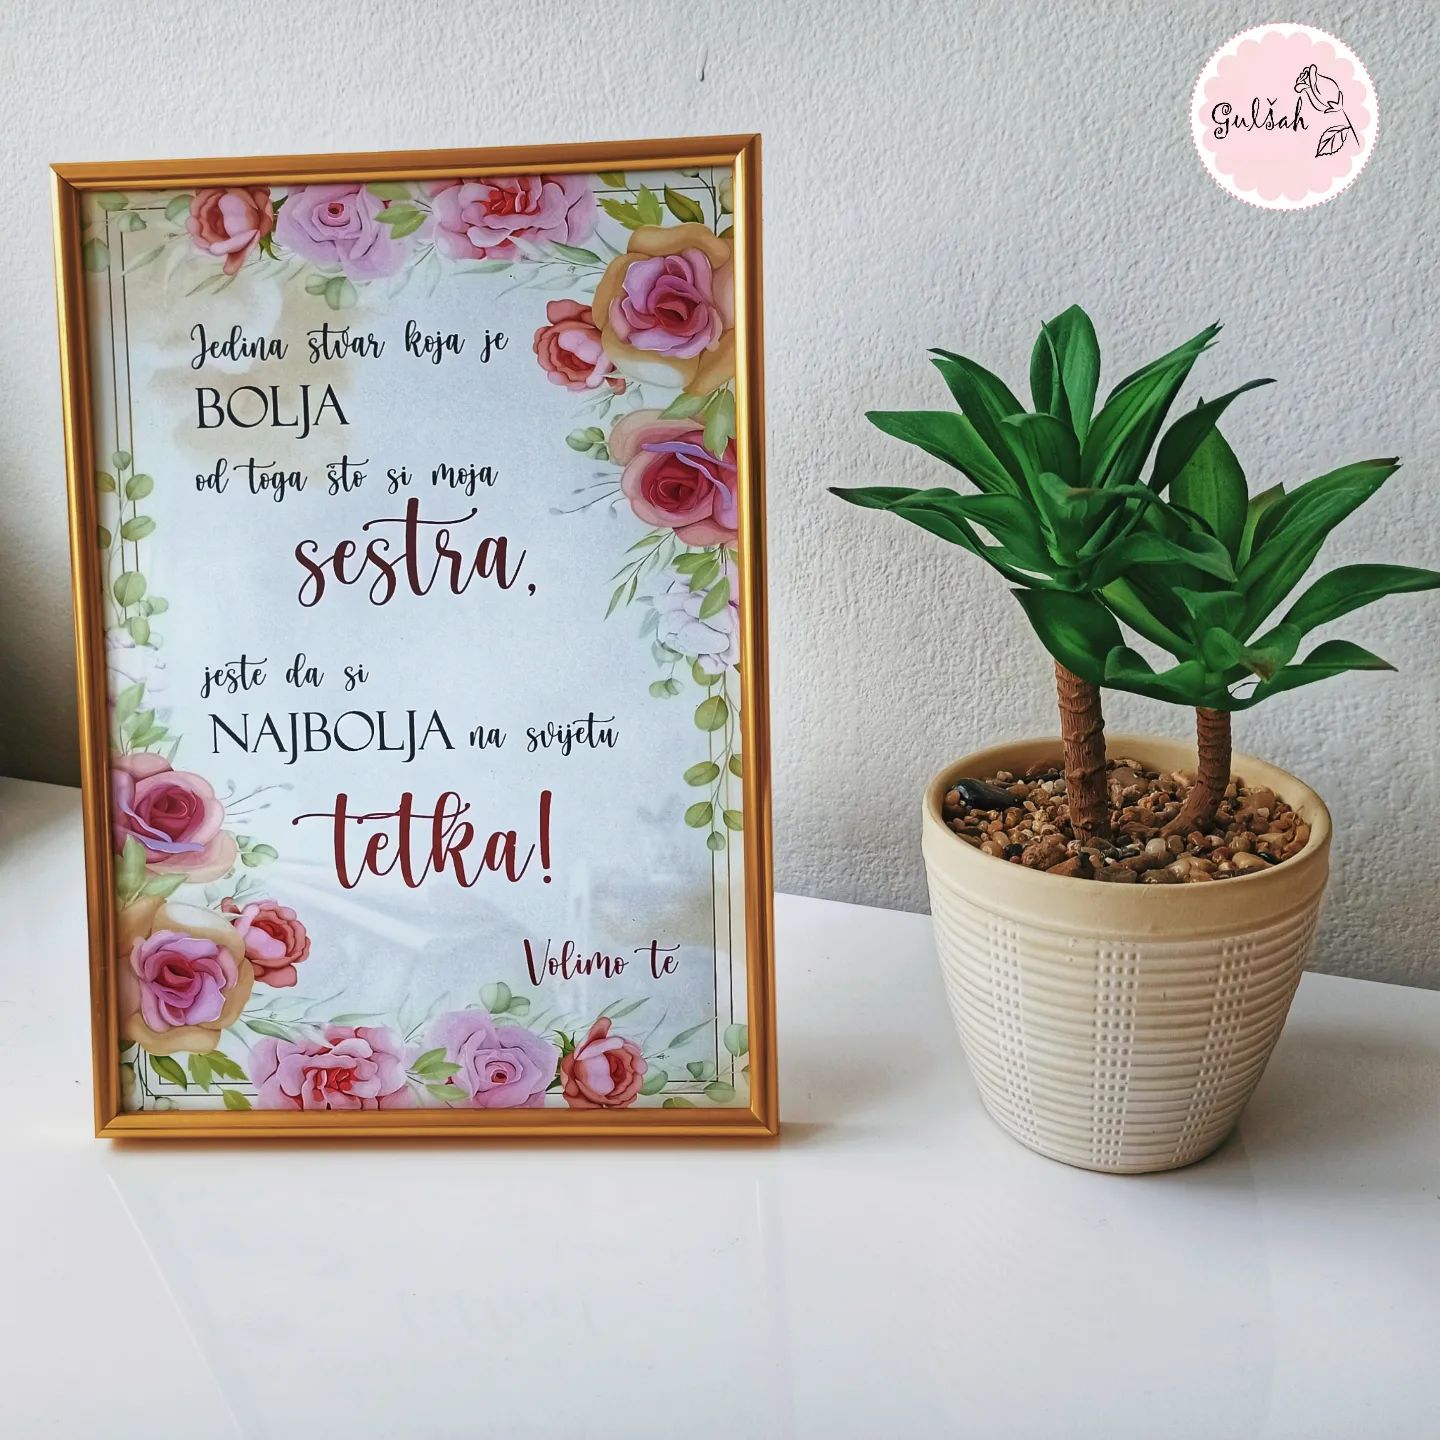 Gulšah
Jedina stvar koja je
BOLJA
od toga što si moja
sestra,
jeste da si
NAJBOLJA na svijetu
tetka!
Volimo te